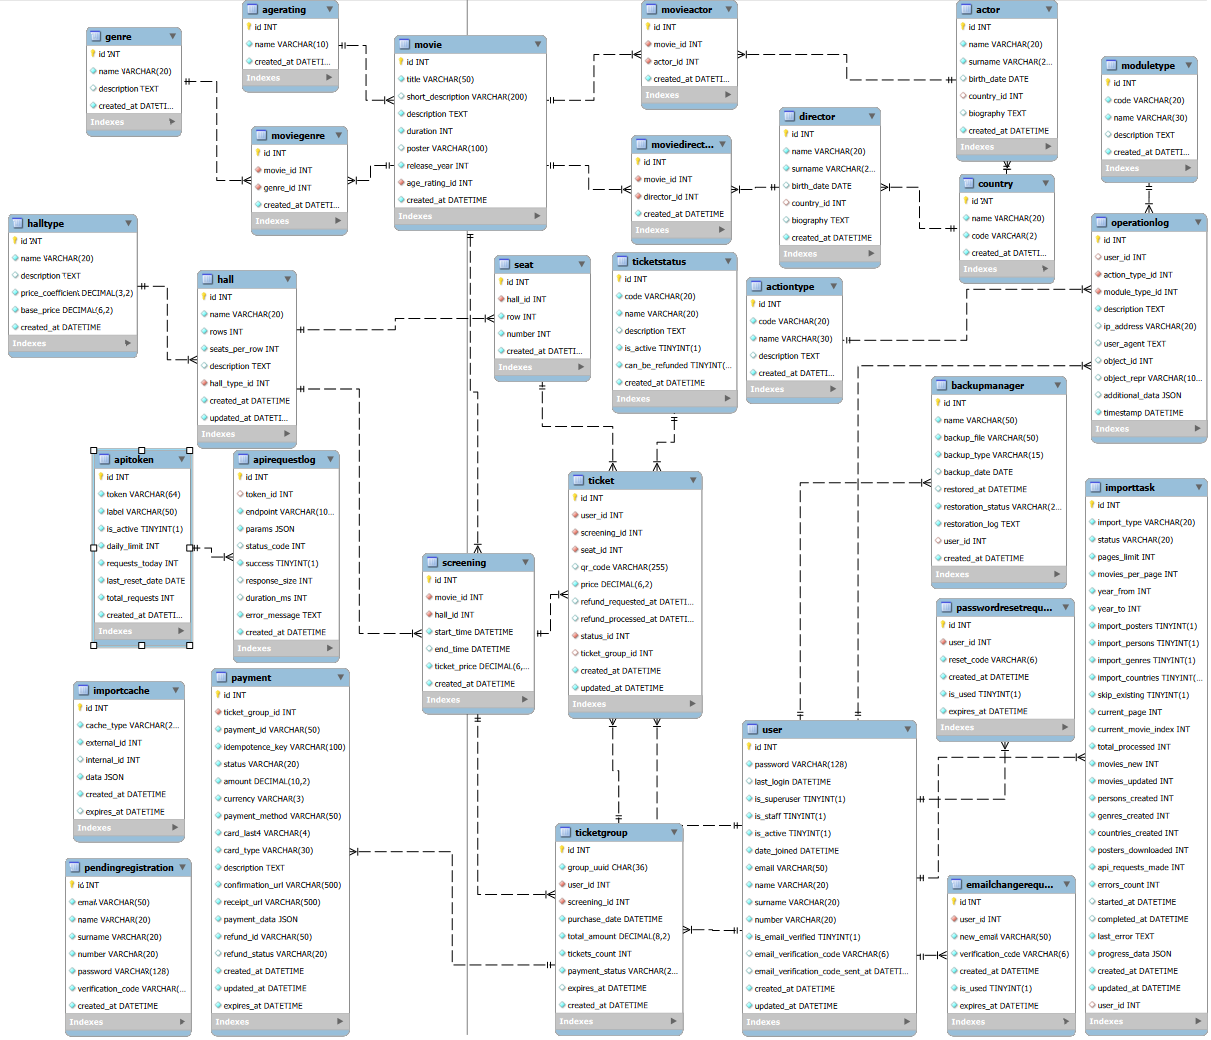 genre
id INT
name VARCHAR(20)
description TEXT
created_at DATETI...
Indexes
agerating
id INT
name VARCHAR(10)
created_at DATETI...
Indexes
movie
id INT
title VARCHAR(50)
short_description VARCHAR(200)
description TEXT
duration INT
poster VARCHAR(100)
release_year INT
age_rating_id INT
created_at DATETIME
Indexes
movieactor
id INT
movie_id INT
actor_id INT
created_at DATETI...
Indexes
actor
id INT
name VARCHAR(20)
surname VARCHAR(2...
birth_date DATE
country_id INT
biography TEXT
created_at DATETIME
Indexes
moduletype
id INT
code VARCHAR(20)
name VARCHAR(30)
description TEXT
created_at DATETI...
Indexes
moviegenre
id INT
movie_id INT
genre_id INT
created_at DATETI...
Indexes
moviedirect...
id INT
movie_id INT
director_id INT
created_at DATETI...
Indexes
director
id INT
name VARCHAR(20)
surname VARCHAR(2...
birth_date DATE
country_id INT
biography TEXT
created_at DATETIME
Indexes
country
id INT
name VARCHAR(20)
code VARCHAR(2)
created_at DATETI...
Indexes
operationlog
id INT
user_id INT
action_type_id INT
module_type_id INT
description TEXT
ip_address VARCHAR(20)
user_agent TEXT
object_id INT
object_repr VARCHAR(10...
additional_data JSON
timestamp DATETIME
Indexes
halltype
id INT
name VARCHAR(20)
description TEXT
price_coefficient DECIMAL(3,2)
base_price DECIMAL(6,2)
created_at DATETIME
Indexes
hall
id INT
name VARCHAR(20)
rows INT
seats_per_row INT
description TEXT
hall_type_id INT
created_at DATETIME
updated_at DATETI...
Indexes
seat
id INT
hall_id INT
row INT
number INT
created_at DATETI...
Indexes
ticketstatus
id INT
code VARCHAR(20)
name VARCHAR(20)
description TEXT
is_active TINYINT(1)
can_be_refunded TINYINT(...
created_at DATETIME
Indexes
actiontype
id INT
code VARCHAR(20)
name VARCHAR(30)
description TEXT
created_at DATETI...
Indexes
backupmanager
id INT
name VARCHAR(50)
backup_file VARCHAR(50)
backup_type VARCHAR(15)
backup_date DATE
restored_at DATETIME
restoration_status VARCHAR(2...
restoration_log TEXT
user_id INT
created_at DATETIME
Indexes
apitoken
id INT
token VARCHAR(64)
label VARCHAR(50)
is_active TINYINT(1)
daily_limit INT
requests_today INT
last_reset_date DATE
total_requests INT
created_at DATETI...
Indexes
apirequestlog
id INT
token_id INT
endpoint VARCHAR(10...
params JSON
status_code INT
success TINYINT(1)
response_size INT
duration_ms INT
error_message TEXT
created_at DATETIME
Indexes
screening
id INT
movie_id INT
hall_id INT
start_time DATETIME
end_time DATETIME
ticket_price DECIMAL(6,...
created_at DATETIME
Indexes
ticket
id INT
user_id INT
screening_id INT
seat_id INT
qr_code VARCHAR(255)
price DECIMAL(6,2)
refund_requested_at DATETI...
refund_processed_at DATETI...
status_id INT
ticket_group_id INT
created_at DATETIME
updated_at DATETIME
Indexes
importtask
id INT
import_type VARCHAR(20)
status VARCHAR(20)
pages_limit INT
movies_per_page INT
year_from INT
year_to INT
import_posters TINYINT(1)
import_persons TINYINT(1)
import_genres TINYINT(1)
import_countries TINYINT(...
skip_existing TINYINT(1)
current_page INT
current_movie_index INT
total_processed INT
movies_new INT
movies_updated INT
persons_created INT
genres_created INT
countries_created INT
posters_downloaded INT
api_requests_made INT
errors_count INT
started_at DATETIME
completed_at DATETIME
last_error TEXT
progress_data JSON
created_at DATETIME
updated_at DATETIME
user_id INT
Indexes
passwordresetrequ...
id INT
user_id INT
reset_code VARCHAR(6)
created_at DATETIME
is_used TINYINT(1)
expires_at DATETIME
Indexes
importcache
id INT
cache_type VARCHAR(2...
external_id INT
internal_id INT
data JSON
created_at DATETIME
expires_at DATETIME
Indexes
payment
id INT
ticket_group_id INT
payment_id VARCHAR(50)
idempotence_key VARCHAR(100)
status VARCHAR(20)
amount DECIMAL(10,2)
currency VARCHAR(3)
payment_method VARCHAR(50)
card_last4 VARCHAR(4)
card_type VARCHAR(30)
description TEXT
confirmation_url VARCHAR(500)
receipt_url VARCHAR(500)
payment_data JSON
refund_id VARCHAR(50)
refund_status VARCHAR(20)
created_at DATETIME
updated_at DATETIME
expires_at DATETIME
Indexes
user
id INT
password VARCHAR(128)
last_login DATETIME
is_superuser TINYINT(1)
is_staff TINYINT(1)
is_active TINYINT(1)
date_joined DATETIME
email VARCHAR(50)
name VARCHAR(20)
surname VARCHAR(20)
number VARCHAR(20)
is_email_verified TINYINT(1)
email_verification_code VARCHAR(6)
email_verification_code_sent_at DATETI...
created_at DATETIME
updated_at DATETIME
Indexes
ticketgroup
id INT
group_uuid CHAR(36)
user_id INT
screening_id INT
purchase_date DATETIME
total_amount DECIMAL(8,2)
tickets_count INT
payment_status VARCHAR(2...
expires_at DATETIME
created_at DATETIME
Indexes
pendingregistration
id INT
email VARCHAR(50)
name VARCHAR(20)
surname VARCHAR(20)
number VARCHAR(20)
password VARCHAR(128)
verification_code VARCHAR(...
created_at DATETIME
Indexes
emailchangerequ...
id INT
user_id INT
new_email VARCHAR(50)
verification_code VARCHAR(6)
created_at DATETIME
is_used TINYINT(1)
expires_at DATETIME
Indexes